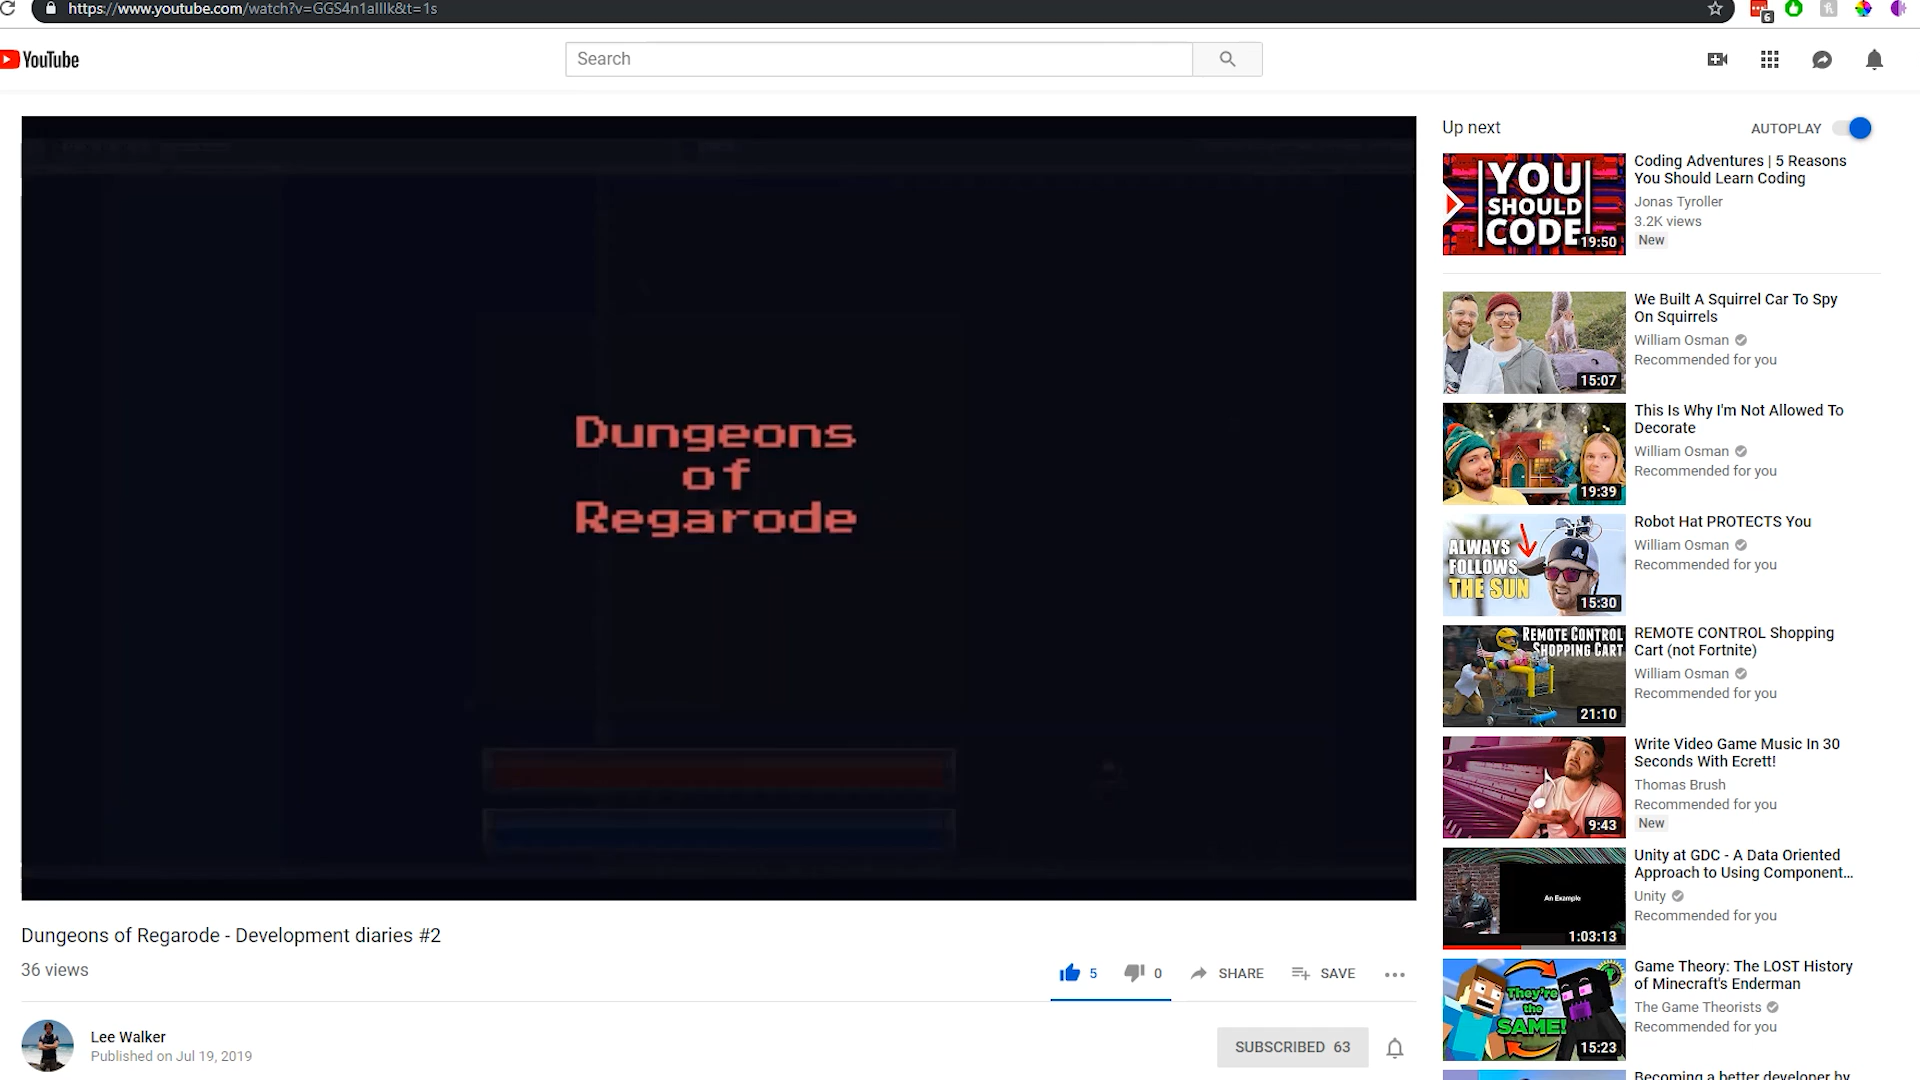 https://www.youtube.com/watch?v=GGS4n1aIIlk&t=1s
6
YouTube
Search
Dungeons
of
Regarode
Dungeons of Regarode - Development diaries #2
36 views
5
0
SHARE
SAVE
Lee Walker
Published on Jul 19, 2019
SUBSCRIBED 63
Up next
AUTOPLAY
YOU
SHOULD
CODE
19:50
Coding Adventures | 5 Reasons
You Should Learn Coding
Jonas Tyroller
3.2K views
New
15:07
We Built A Squirrel Car To Spy
On Squirrels
William Osman
Recommended for you
19:39
This Is Why I'm Not Allowed To
Decorate
William Osman
Recommended for you
ALWAYS
FOLLOWS
THE SUN
15:30
Robot Hat PROTECTS You
William Osman
Recommended for you
REMOTE CONTROL
SHOPPING CART
21:10
REMOTE CONTROL Shopping
Cart (not Fortnite)
William Osman
Recommended for you
9:43
Write Video Game Music In 30
Seconds With Ecrett!
Thomas Brush
Recommended for you
New
An Example
1:03:13
Unity at GDC - A Data Oriented
Approach to Using Component...
Unity
Recommended for you
They're
the
SAME!
15:23
Game Theory: The LOST History
of Minecraft's Enderman
The Game Theorists
Recommended for you
Becoming a better developer by